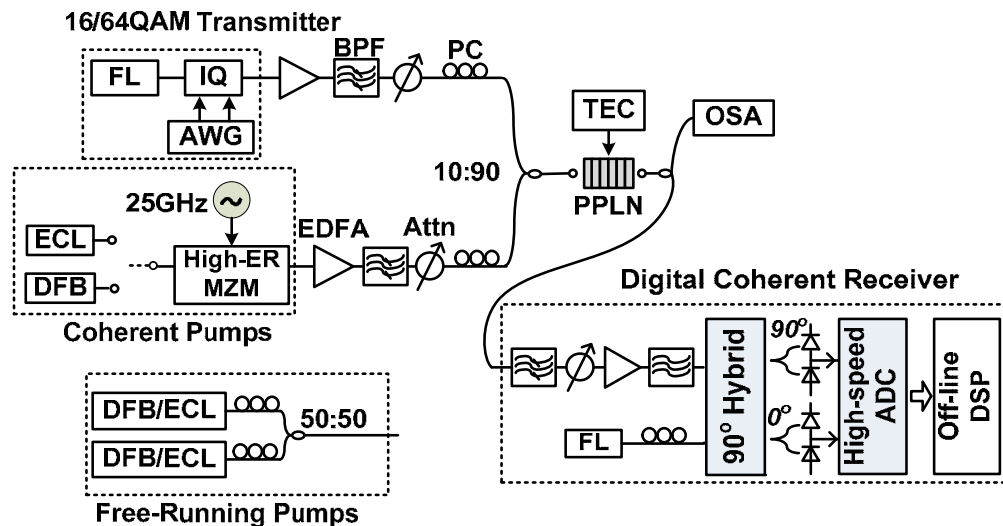 16/64QAM Transmitter
FL
IQ
AWG
BPF
PC
TEC
OSA
10:90
PPLN
25GHz
ECL
DFB
High-ER
MZM
EDFA
Attn
Coherent Pumps
Digital Coherent Receiver
90° Hybrid
90°
0°
High-speed
ADC
Off-line
DSP
FL
DFB/ECL
DFB/ECL
50:50
Free-Running Pumps